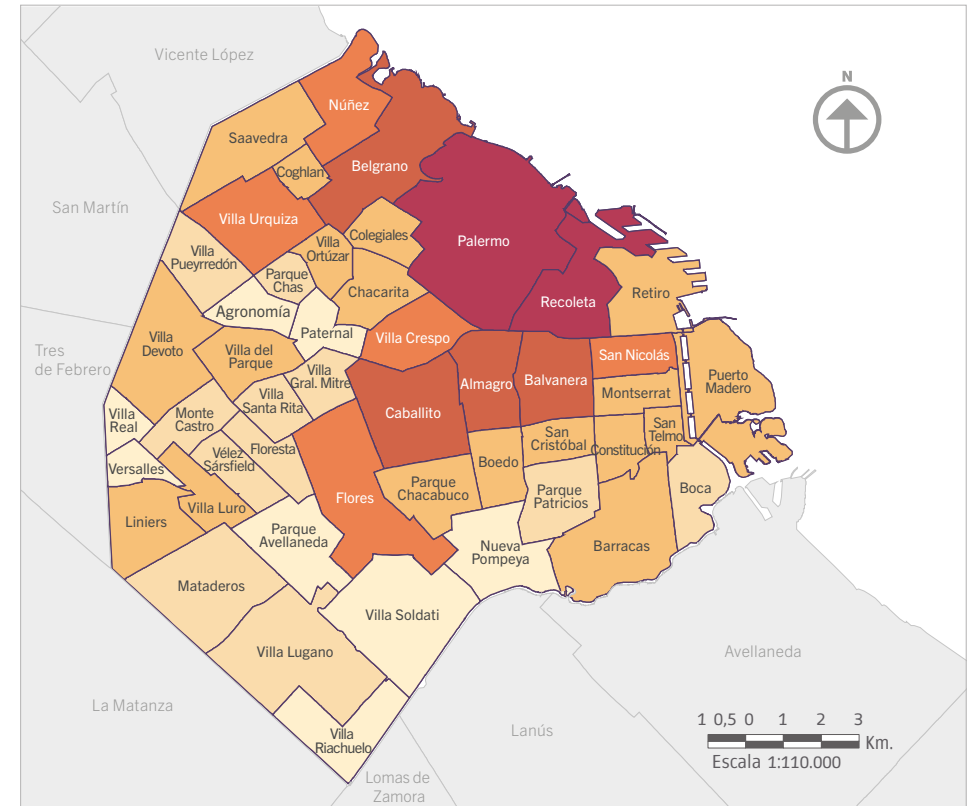 Vicente López
N
Núñez
Saavedra
Belgrano
Coghlan
San Martín
Villa Urquiza
Colegiales
Palermo
Villa
Ortúzar
Villa
Pueyrredón
Parque
Chas
Chacarita
Retiro
Recoleta
Agronomía
Paternal
Villa Crespo
Villa
Devoto
Villa del
Parque
San Nicolás
Tres
de Febrero
Villa
Gral. Mitre
Almagro
Balvanera
Puerto
Madero
Montserrat
Villa
Santa Rita
Caballito
Villa
Real
Monte
Castro
San
Telmo
San
Cristóbal
Constitución
Floresta
Vélez
Sársfield
Versalles
Boedo
Parque
Chacabuco
Parque
Patricios
Boca
Flores
Villa Luro
Liniers
Parque
Avellaneda
Nueva
Pompeya
Barracas
Mataderos
Villa Soldati
Villa Lugano
Avellaneda
La Matanza
Villa
Riachuelo
Lanús
1 0,5 0 1 2 3
Km.
Escala 1:110.000
Lomas de
Zamora